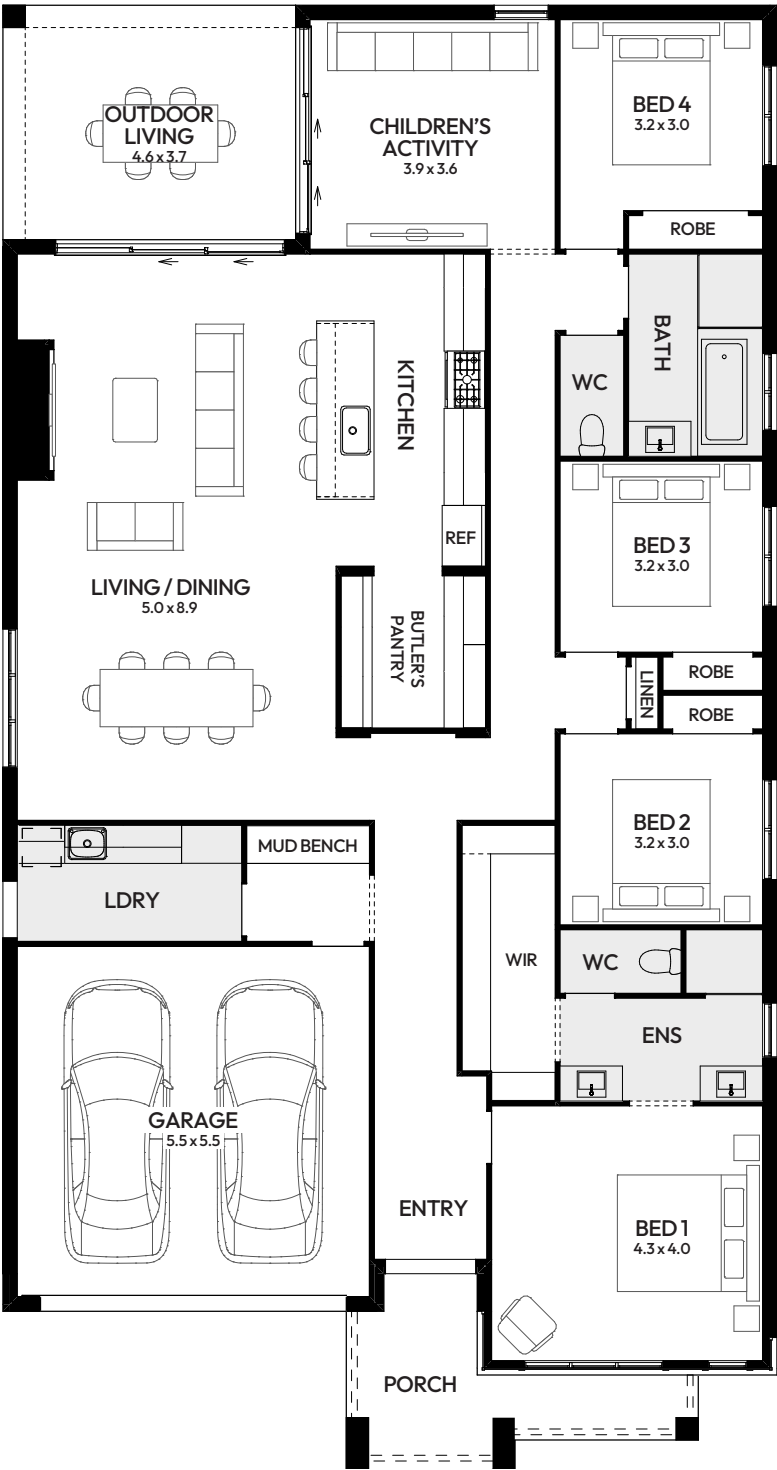 OUTDOOR
LIVING
4.6 x 3.7
CHILDREN'S
ACTIVITY
3.9 x 3.6
BED 4
3.2 x 3.0
ROBE
BATH
WC
KITCHEN
REF
BED 3
3.2 x 3.0
LIVING / DINING
5.0 x 8.9
BUTLER'S
PANTRY
LINEN
ROBE
ROBE
BED 2
3.2 x 3.0
MUD BENCH
LDRY
WIR
WC
ENS
GARAGE
5.5 x 5.5
ENTRY
BED 1
4.3 x 4.0
PORCH